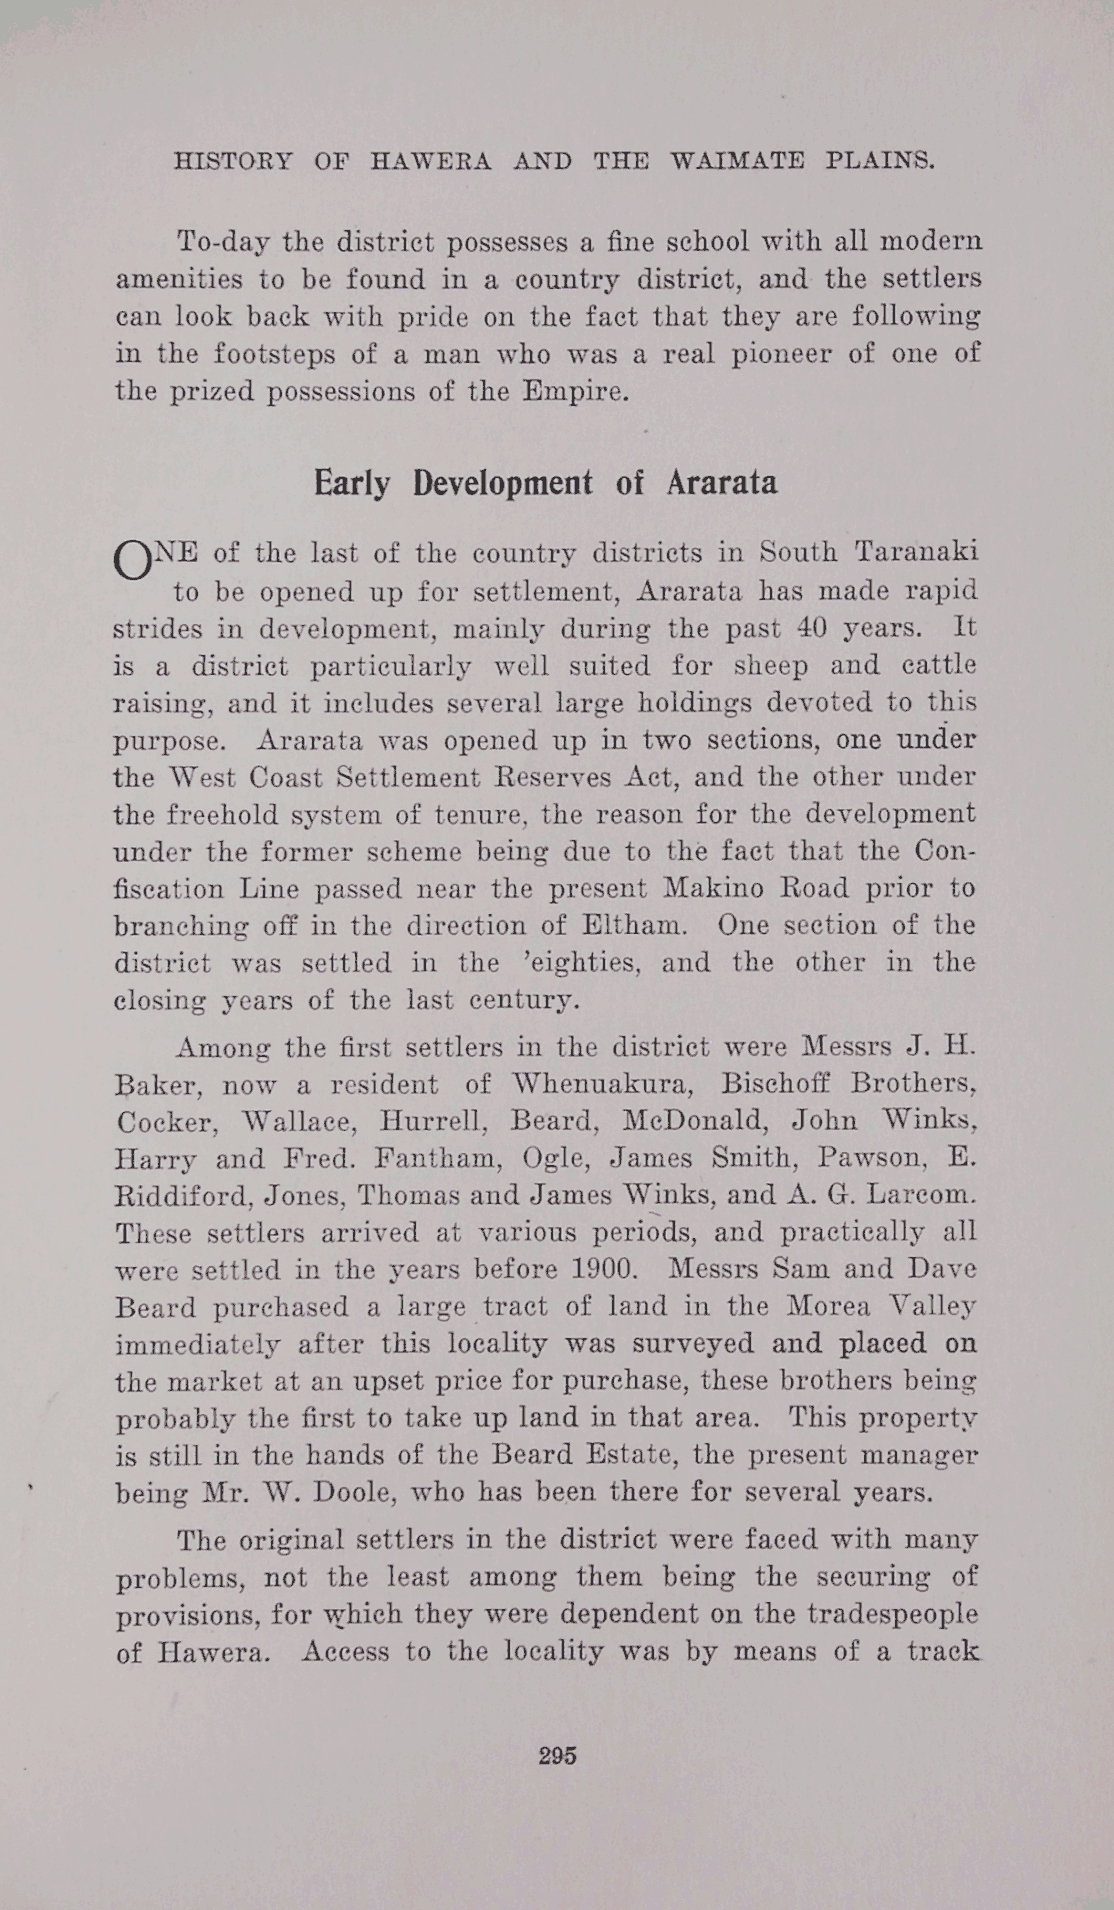 HISTORY OF HAWERA AND THE WAIMATE PLAINS.
To-day the district possesses a fine school with all modern
amenities to be found in a country district, and the settlers
can look back with pride on the fact that they are following
in the footsteps of a man who was a real pioneer of one of
the prized possessions of the Empire.
Early Development of Ararata
ONE of the last of the country districts in South Taranaki
to be opened up for settlement, Ararata has made rapid
strides in development, mainly during the past 40 years. It
is a district particularly well suited for sheep and cattle
raising, and it includes several large holdings devoted to this
purpose. Ararata was opened up in two sections, one under
the West Coast Settlement Reserves Act, and the other under
the freehold system of tenure, the reason for the development
under the former scheme being due to the fact that the Con-
fiscation Line passed near the present Makino Road prior to
branching off in the direction of Eltham. One section of the
district was settled in the ’eighties, and the other in the
closing years of the last century.
Among the first settlers in the district were Messrs J. H.
Baker, now a resident of Whenuakura, Bischoff Brothers,
Cocker, Wallace, Hurrell, Beard, McDonald, John Winks,
Harry and Fred. Fantham, Ogle, James Smith, Pawson, E.
Riddiford, Jones, Thomas and James Winks, and A. G. Larcom.
These settlers arrived at various periods, and practically all
were settled in the years before 1900. Messrs Sam and Dave
Beard purchased a large tract of land in the Morea Valley
immediately after this locality was surveyed and placed on
the market at an upset price for purchase, these brothers being
probably the first to take up land in that area. This property
is still in the hands of the Beard Estate, the present manager
being Mr. W. Doole, who has been there for several years.
The original settlers in the district were faced with many
problems, not the least among them being the securing of
provisions, for which they were dependent on the tradespeople
of Hawera. Access to the locality was by means of a track
295